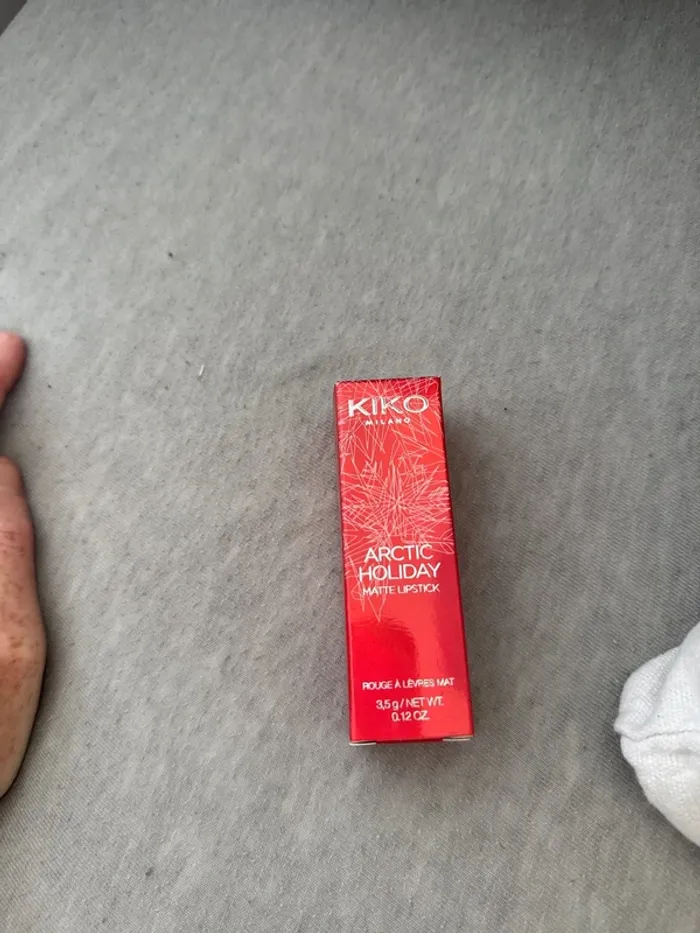 KIKO
MILANO
ARCTIC
HOLIDAY
MATTE LIPSTICK
ROUGE À LÈVRES MAT
3,5 g / NET WT.
0.12 OZ.